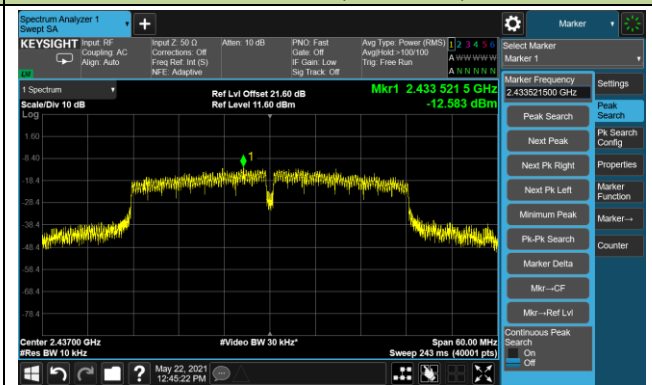 Spectrum Analyzer 1
Swept SA
+
Marker
KEYSIGHT
Input: RF
Coupling: AC
Align: Auto
Input Z: 50 Ω
Corrections: Off
Freq Ref: Int (S)
NFE: Adaptive
Atten: 10 dB
PNO: Fast
Gate: Off
IF Gain: Low
Sig Track: Off
Avg Type: Power (RMS)
Avg|Hold:>100/100
Trig: Free Run
1 2 3 4 5 6
A WW W W W
A N N N N N
LW
Select Marker
Marker 1
1 Spectrum
Scale/Div 10 dB
Log
Ref Lvl Offset 21.60 dB
Ref Level 11.60 dBm
Mkr1 2.433 521 5 GHz
-12.583 dBm
1
1.60
-8.40
-18.4
-28.4
-38.4
-48.4
-58.4
-68.4
-78.4
Center 2.43700 GHz
#Res BW 10 kHz
#Video BW 30 kHz*
Span 60.00 MHz
Sweep 243 ms (40001 pts)
Marker Frequency
2.433521500 GHz
Peak Search
Next Peak
Next Pk Right
Next Pk Left
Minimum Peak
Pk-Pk Search
Marker Delta
Mkr→CF
Mkr→Ref Lvl
Continuous Peak
Search
On
Off
Settings
Peak
Search
Pk Search
Config
Properties
Marker
Function
Marker→
Counter
?
May 22, 2021
12:45:22 PM